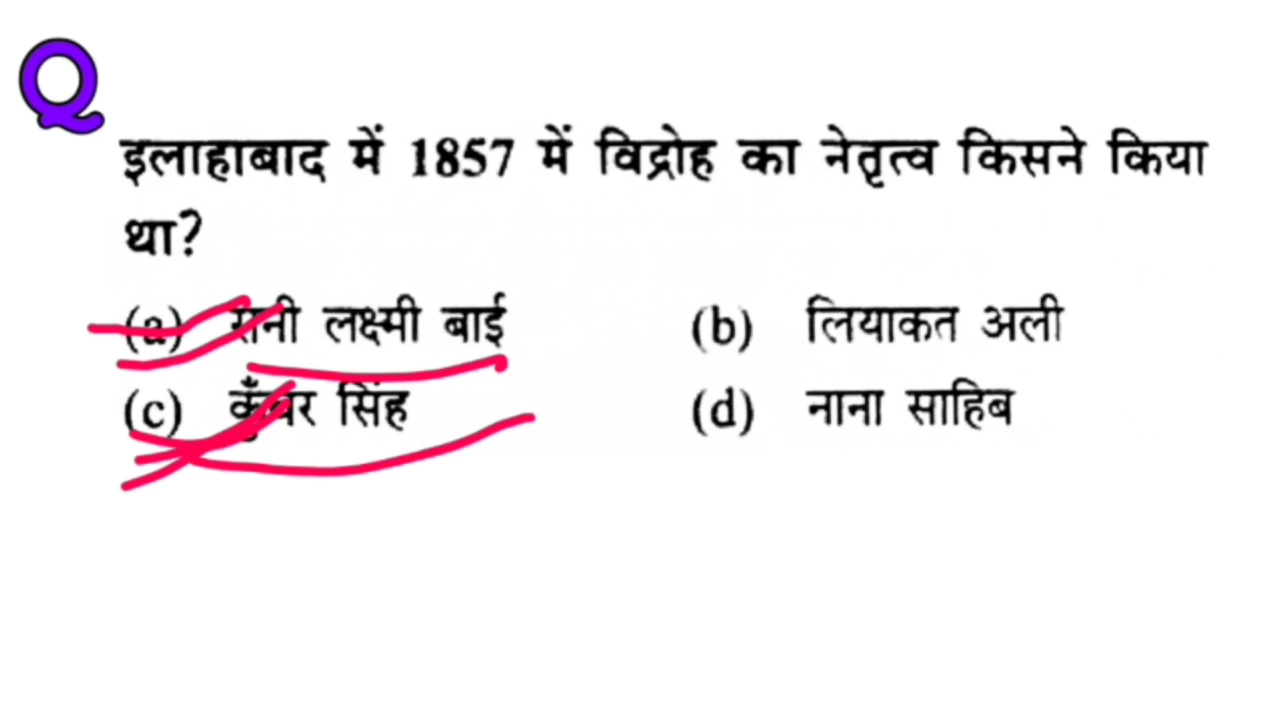 Q
इलाहाबाद में 1857 में विद्रोह का नेतृत्व किसने किया
था?
(a) रानी लक्ष्मी बाई (b) लियाकत अली
(c) कुँवर सिंह (d) नाना साहिब